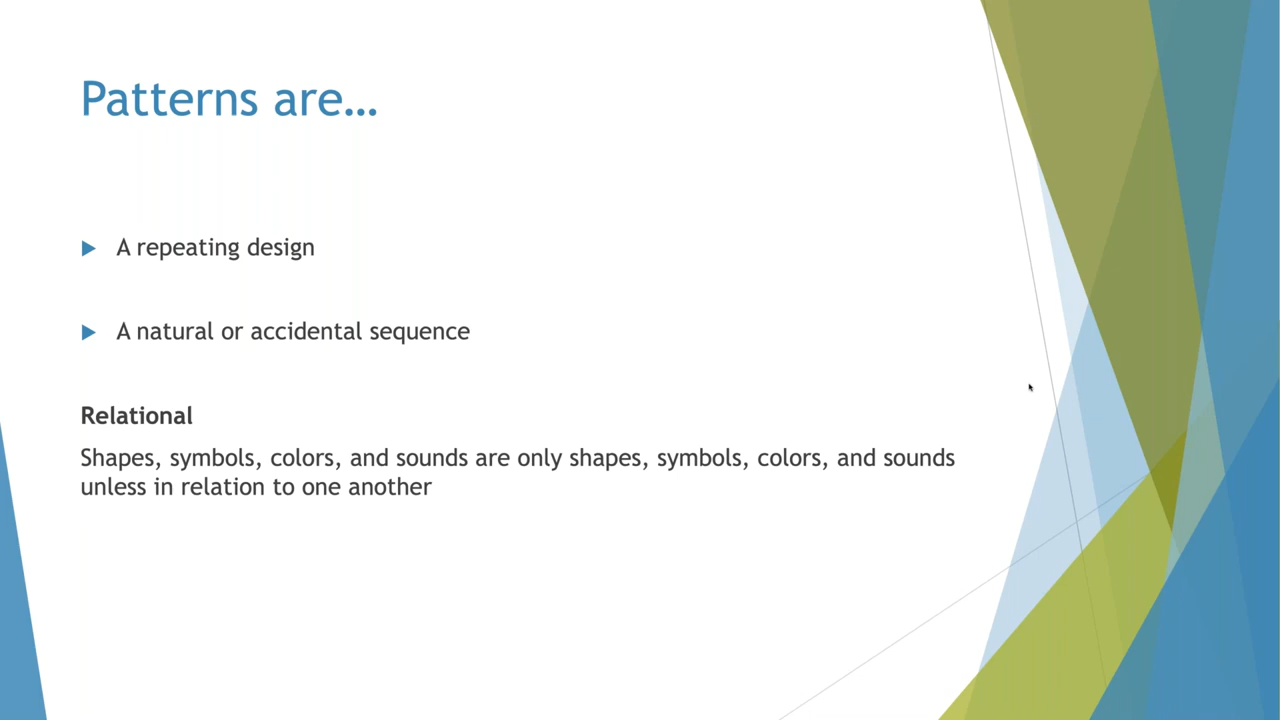 Patterns are…
A repeating design
A natural or accidental sequence
Relational
Shapes, symbols, colors, and sounds are only shapes, symbols, colors, and sounds
unless in relation to one another